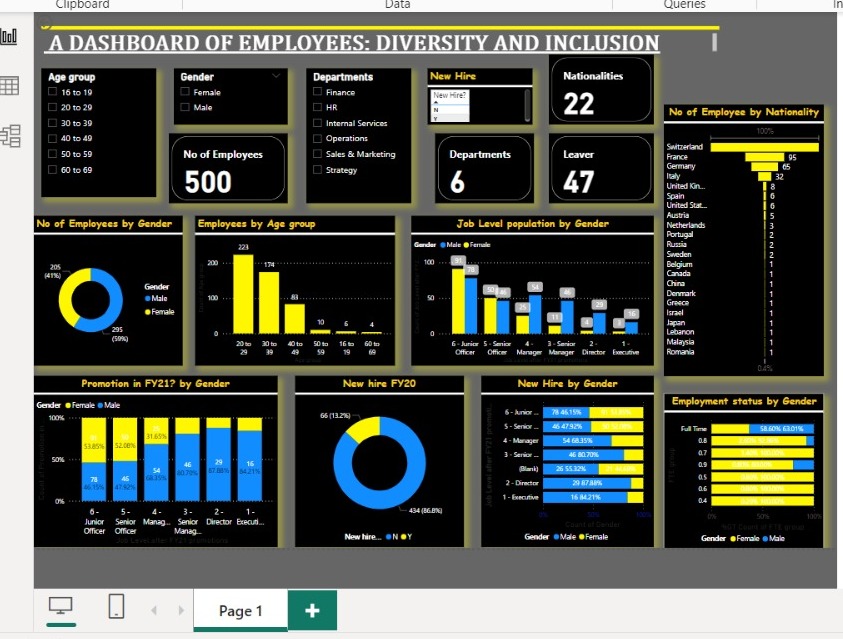 Clipboard
Data
Queries
In
A DASHBOARD OF EMPLOYEES: DIVERSITY AND INCLUSION
Age group
16 to 19
20 to 29
30 to 39
40 to 49
50 to 59
60 to 69
Gender
Female
Male
No of Employees
500
Departments
Finance
HR
Internal Services
Operations
Sales & Marketing
Strategy
New Hire
New Hire?
N
Y
Departments
6
Nationalities
22
Leaver
47
No of Employee by Nationality
100%
Switzerland
France 95
Germany 65
Italy 32
United Kin... 8
Spain 6
United Stat... 6
Austria 5
Netherlands 3
Portugal 2
Russia 2
Sweden 2
Belgium 1
Canada 1
China 1
Denmark 1
Greece 1
Israel 1
Japan 1
Lebanon 1
Malaysia 1
Romania 1
0.4%
No of Employees by Gender
205
(41%)
295
(59%)
Gender
Male
Female
Employees by Age group
200
100
0
223
174
83
10
6
4
20 to 29
30 to 39
40 to 49
50 to 59
16 to 19
60 to 69
Job Level population by Gender
Gender Male Female
100
50
0
91 78
50 46
25 54
11 46
4 29
3 16
6 - Junior Officer
5 - Senior Officer
4 - Manager
3 - Senior Manager
2 - Director
1 - Executive
Promotion in FY21? by Gender
Gender Female Male
100%
50%
0%
53.85%
52.08%
31.65%
78
46.15%
46
47.92%
54
68.35%
46
80.70%
29
87.88%
16
84.21%
6 - Junior Officer
5 - Senior Officer
4 - Manag...
3 - Senior Manag...
2 - Director
1 - Executi...
Job Level after FY21 promotions
New hire FY20
66 (13.2%)
434 (86.8%)
New hire... N Y
New Hire by Gender
6 - Junior ... 78 46.15%
5 - Senior ... 46 47.92%
4 - Manager 54 68.35%
3 - Senior ... 46 80.70%
(Blank) 26 55.32%
2 - Director 29 87.88%
1 - Executive 16 84.21%
0% 50% 100%
Count of Gender
Gender Male Female
Employment status by Gender
Full Time 58.60% 63.01%
0.8
0.7
0.9
0.5
0.6
0.4
0% 50% 100%
Gender Female Male
Page 1
+